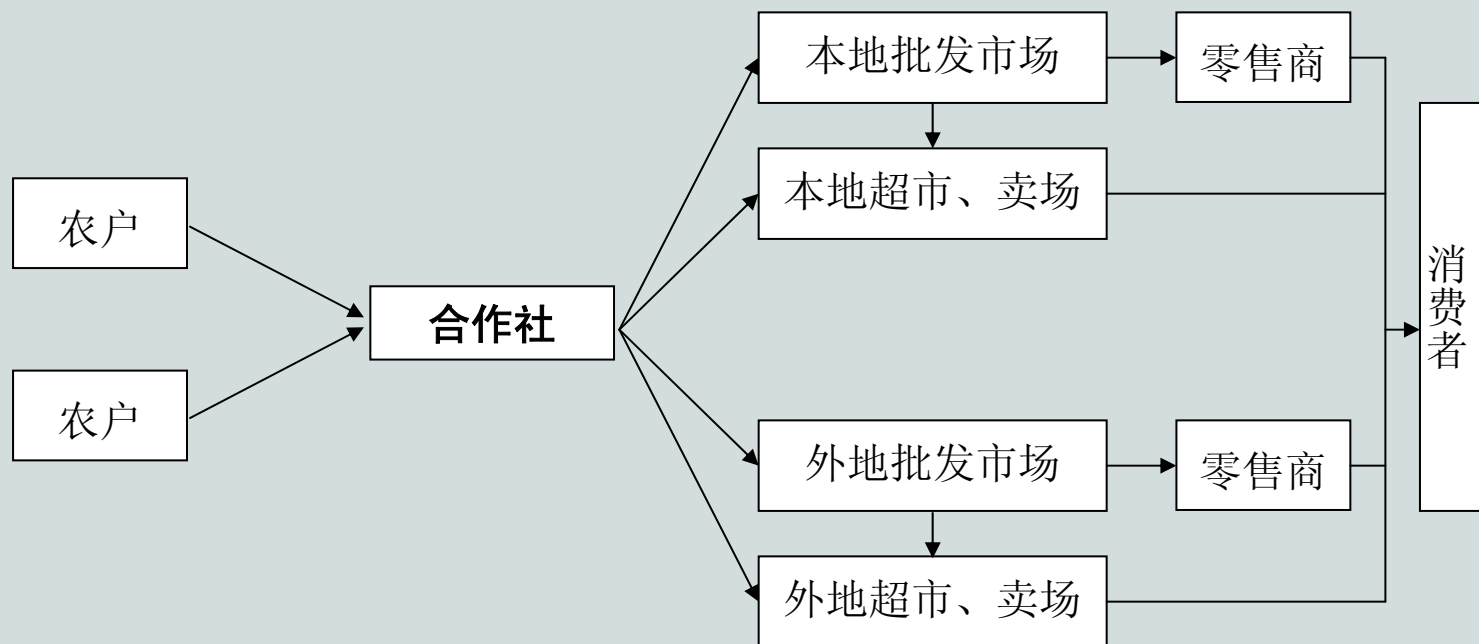 本地批发市场
零售商
本地超市、卖场
农户
合作社
农户
外地批发市场
零售商
外地超市、卖场
消费者